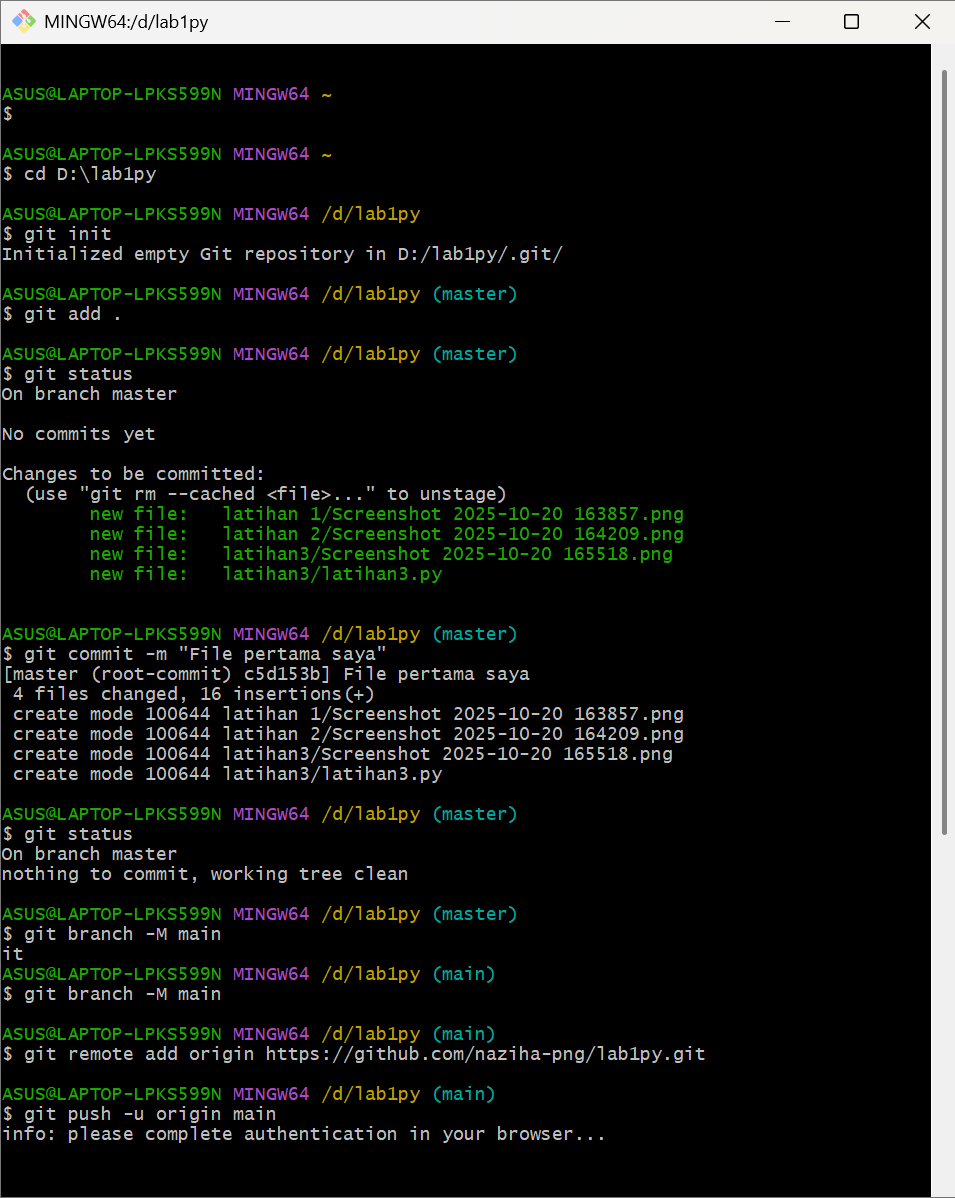 MINGW64:/d/lab1py
ASUS@LAPTOP-LPKS599N MINGW64 ~
$
ASUS@LAPTOP-LPKS599N MINGW64 ~
$ cd D:\lab1py
ASUS@LAPTOP-LPKS599N MINGW64 /d/lab1py
$ git init
Initialized empty Git repository in D:/lab1py/.git/
ASUS@LAPTOP-LPKS599N MINGW64 /d/lab1py (master)
$ git add .
ASUS@LAPTOP-LPKS599N MINGW64 /d/lab1py (master)
$ git status
On branch master
No commits yet
Changes to be committed:
  (use "git rm --cached <file>..." to unstage)
        new file:   latihan 1/Screenshot 2025-10-20 163857.png
        new file:   latihan 2/Screenshot 2025-10-20 164209.png
        new file:   latihan3/Screenshot 2025-10-20 165518.png
        new file:   latihan3/latihan3.py
ASUS@LAPTOP-LPKS599N MINGW64 /d/lab1py (master)
$ git commit -m "File pertama saya"
[master (root-commit) c5d153b] File pertama saya
 4 files changed, 16 insertions(+)
 create mode 100644 latihan 1/Screenshot 2025-10-20 163857.png
 create mode 100644 latihan 2/Screenshot 2025-10-20 164209.png
 create mode 100644 latihan3/Screenshot 2025-10-20 165518.png
 create mode 100644 latihan3/latihan3.py
ASUS@LAPTOP-LPKS599N MINGW64 /d/lab1py (master)
$ git status
On branch master
nothing to commit, working tree clean
ASUS@LAPTOP-LPKS599N MINGW64 /d/lab1py (master)
$ git branch -M main
it
ASUS@LAPTOP-LPKS599N MINGW64 /d/lab1py (main)
$ git branch -M main
ASUS@LAPTOP-LPKS599N MINGW64 /d/lab1py (main)
$ git remote add origin https://github.com/naziha-png/lab1py.git
ASUS@LAPTOP-LPKS599N MINGW64 /d/lab1py (main)
$ git push -u origin main
info: please complete authentication in your browser...